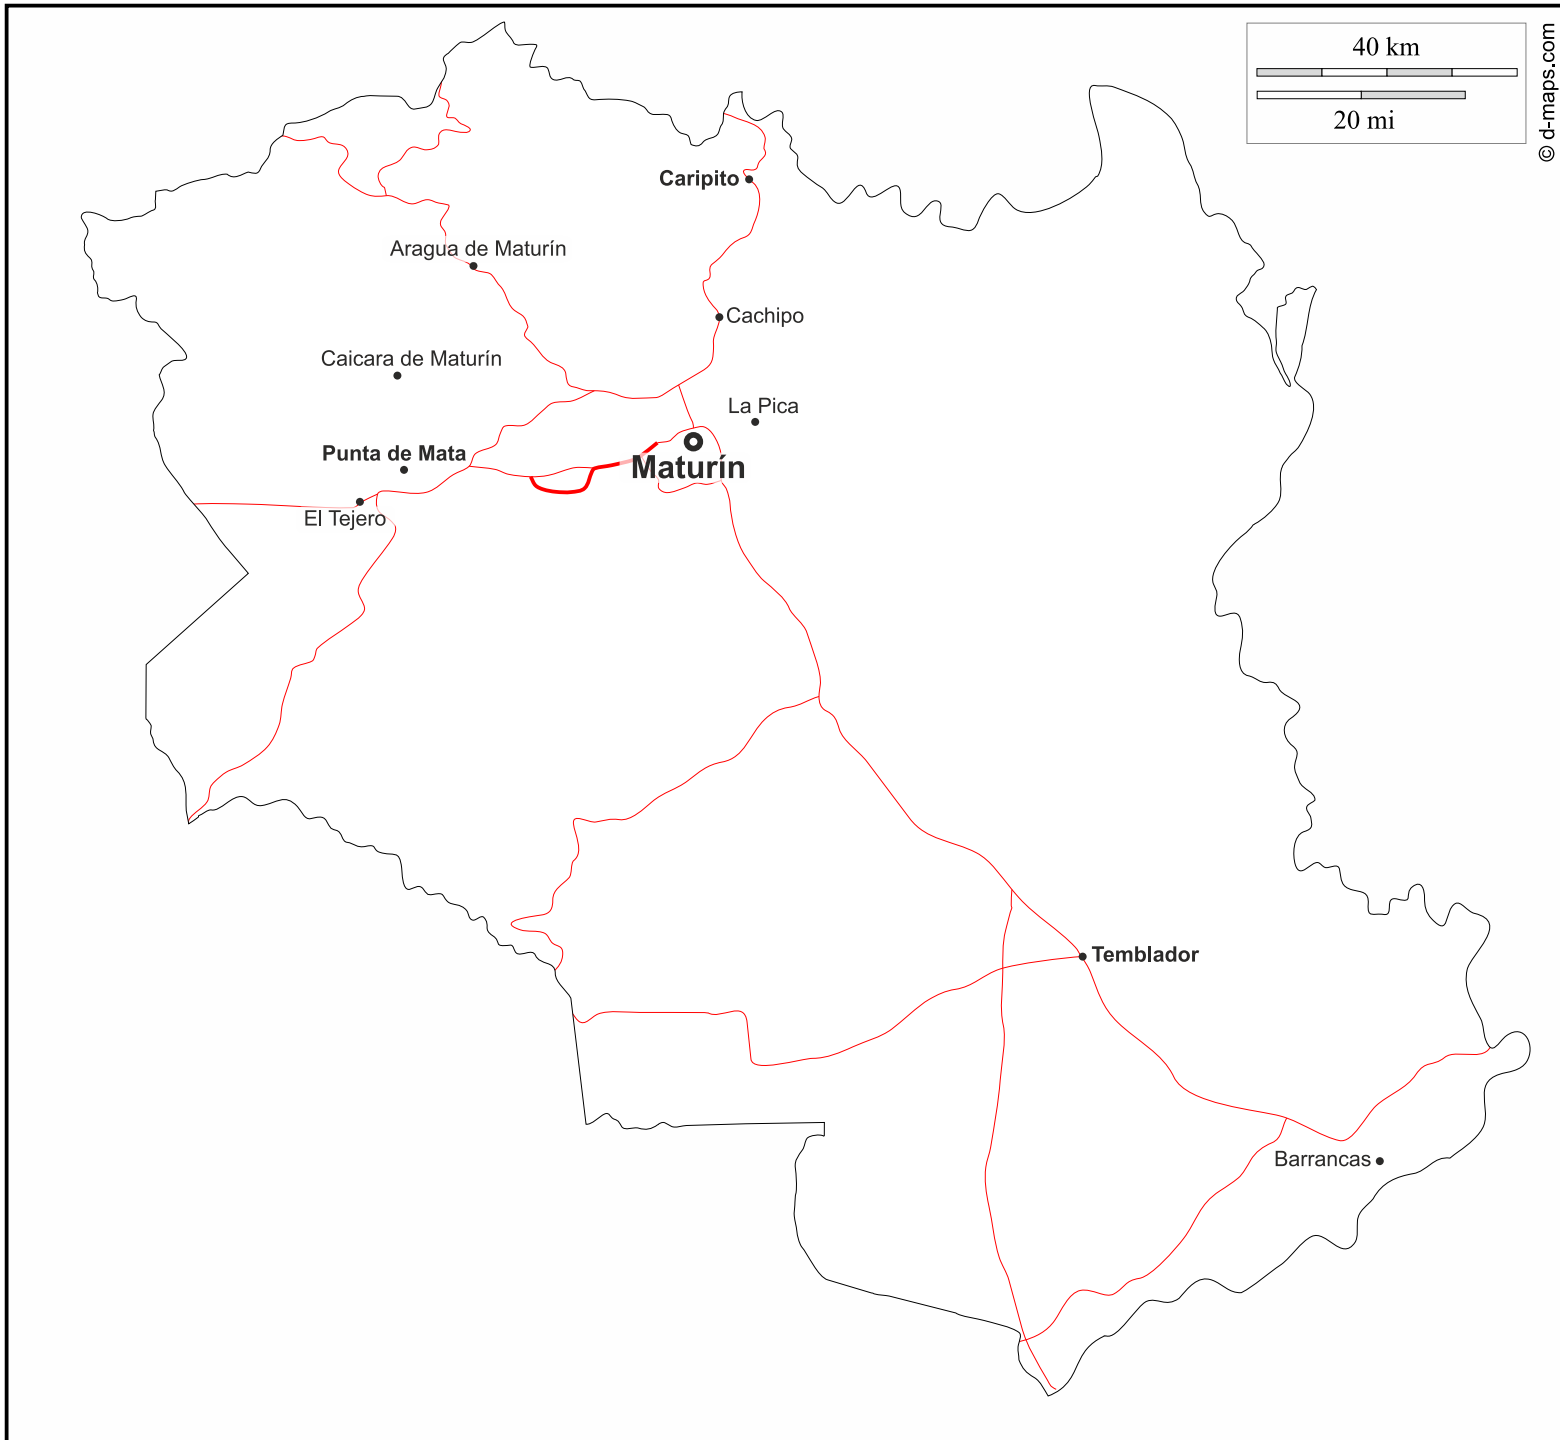 40 km
20 mi
© d-maps.com
Caripito
Aragua de Maturín
Cachipo
Caicara de Maturín
La Pica
Punta de Mata
Maturín
El Tejero
Temblador
Barrancas